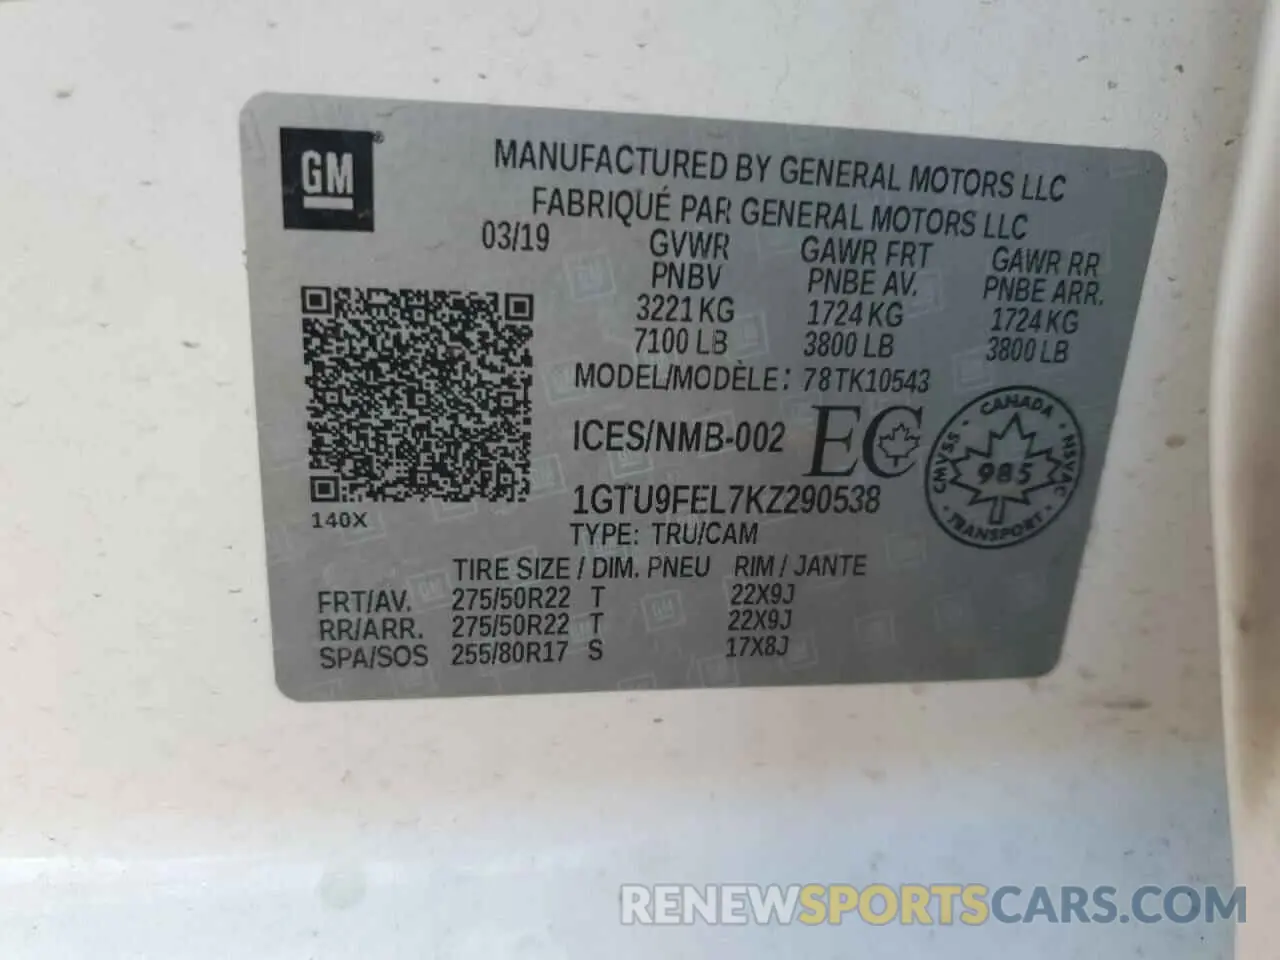 GM®
MANUFACTURED BY GENERAL MOTORS LLC
FABRIQUÉ PAR GENERAL MOTORS LLC
03/19 GVWR GAWR FRT GAWR RR
PNBV PNBE AV. PNBE ARR.
3221 KG 1724 KG 1724 KG
7100 LB 3800 LB 3800 LB
MODEL/MODÈLE: 78TK10543
ICES/NMB-002 EC
CANADA
CMVSS 985 NSVAC
TRANSPORT
1GTU9FEL7KZ290538
140X
TYPE: TRU/CAM
TIRE SIZE / DIM. PNEU RIM / JANTE
FRT/AV. 275/50R22 T 22X9J
RR/ARR. 275/50R22 T 22X9J
SPA/SOS 255/80R17 S 17X8J
RENEWSPORTSCARS.COM